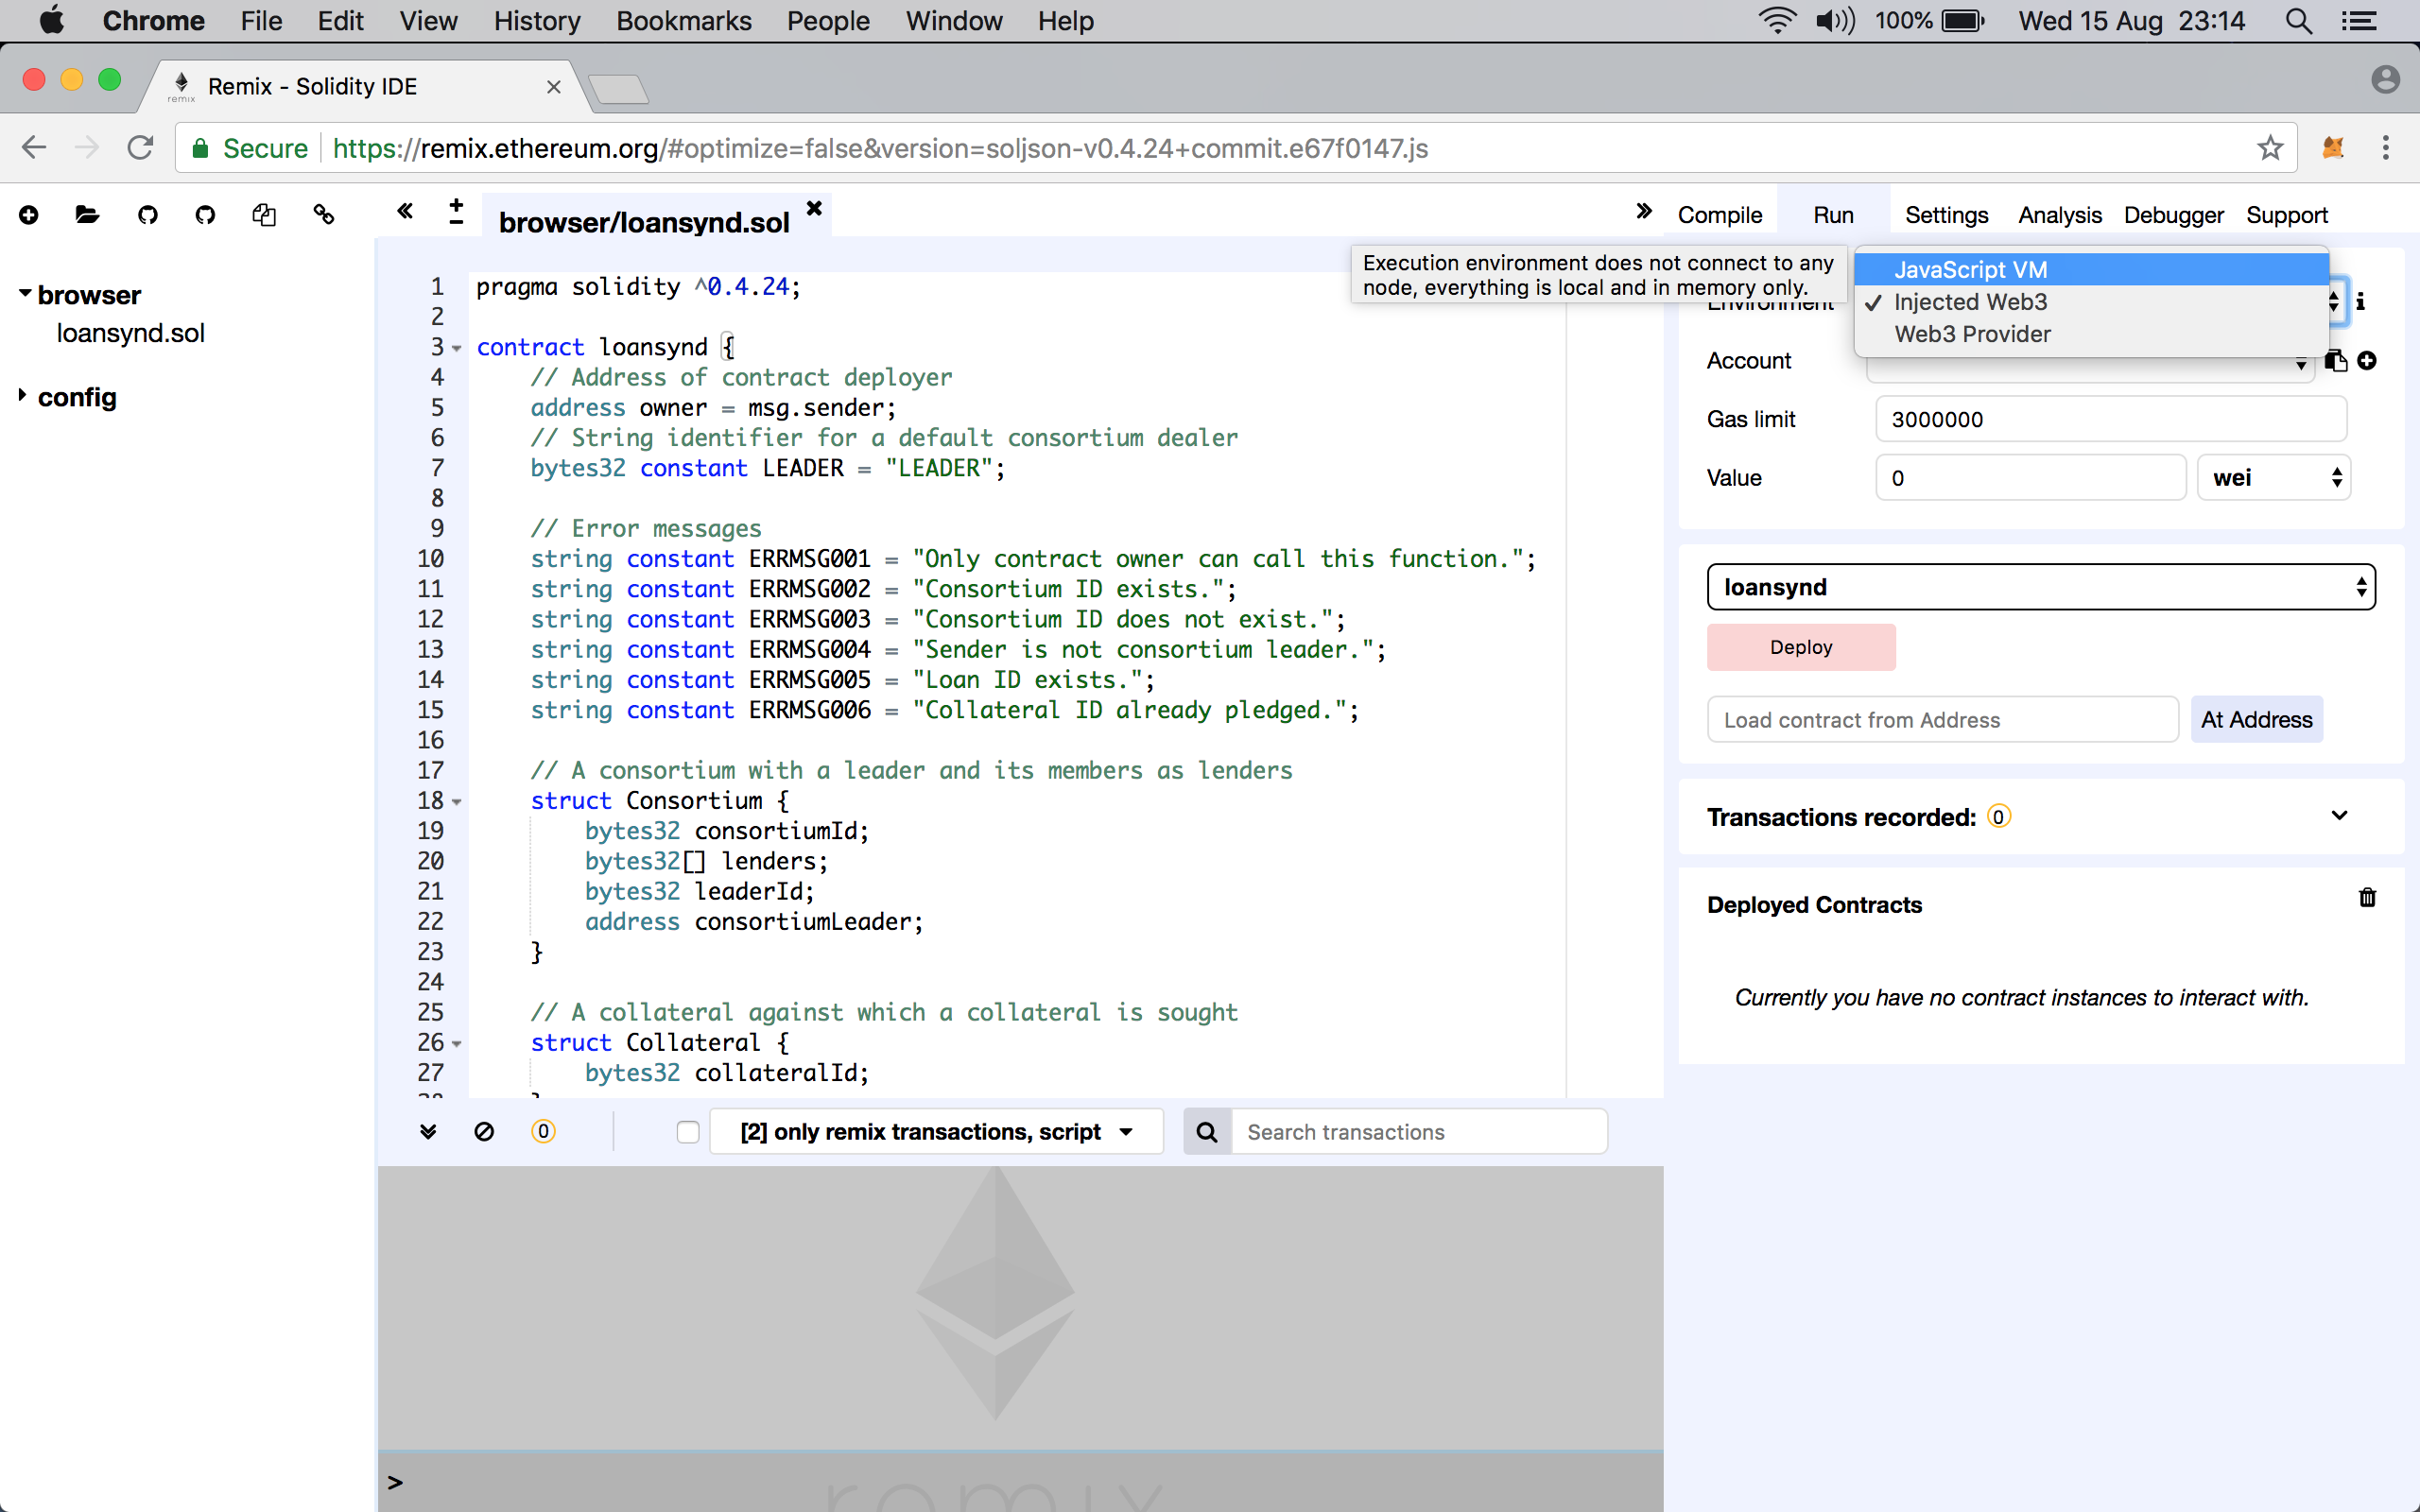 Chrome File Edit View History Bookmarks People Window Help 100% Wed 15 Aug 23:14
remix Remix - Solidity IDE
Secure https://remix.ethereum.org/#optimize=false&version=soljson-v0.4.24+commit.e67f0147.js
browser/loansynd.sol
Compile Run Settings Analysis Debugger Support
browser
loansynd.sol
config
1 pragma solidity ^0.4.24;
2
3 contract loansynd {
4 // Address of contract deployer
5 address owner = msg.sender;
6 // String identifier for a default consortium dealer
7 bytes32 constant LEADER = "LEADER";
8
9 // Error messages
10 string constant ERRMSG001 = "Only contract owner can call this function.";
11 string constant ERRMSG002 = "Consortium ID exists.";
12 string constant ERRMSG003 = "Consortium ID does not exist.";
13 string constant ERRMSG004 = "Sender is not consortium leader.";
14 string constant ERRMSG005 = "Loan ID exists.";
15 string constant ERRMSG006 = "Collateral ID already pledged.";
16
17 // A consortium with a leader and its members as lenders
18 struct Consortium {
19 bytes32 consortiumId;
20 bytes32[] lenders;
21 bytes32 leaderId;
22 address consortiumLeader;
23 }
24
25 // A collateral against which a collateral is sought
26 struct Collateral {
27 bytes32 collateralId;
0 [2] only remix transactions, script Search transactions
>
remix
Execution environment does not connect to any
node, everything is local and in memory only.
JavaScript VM
Environment ✓ Injected Web3
Web3 Provider
Account
Gas limit 3000000
Value 0 wei
loansynd
Deploy
Load contract from Address At Address
Transactions recorded: 0
Deployed Contracts
Currently you have no contract instances to interact with.